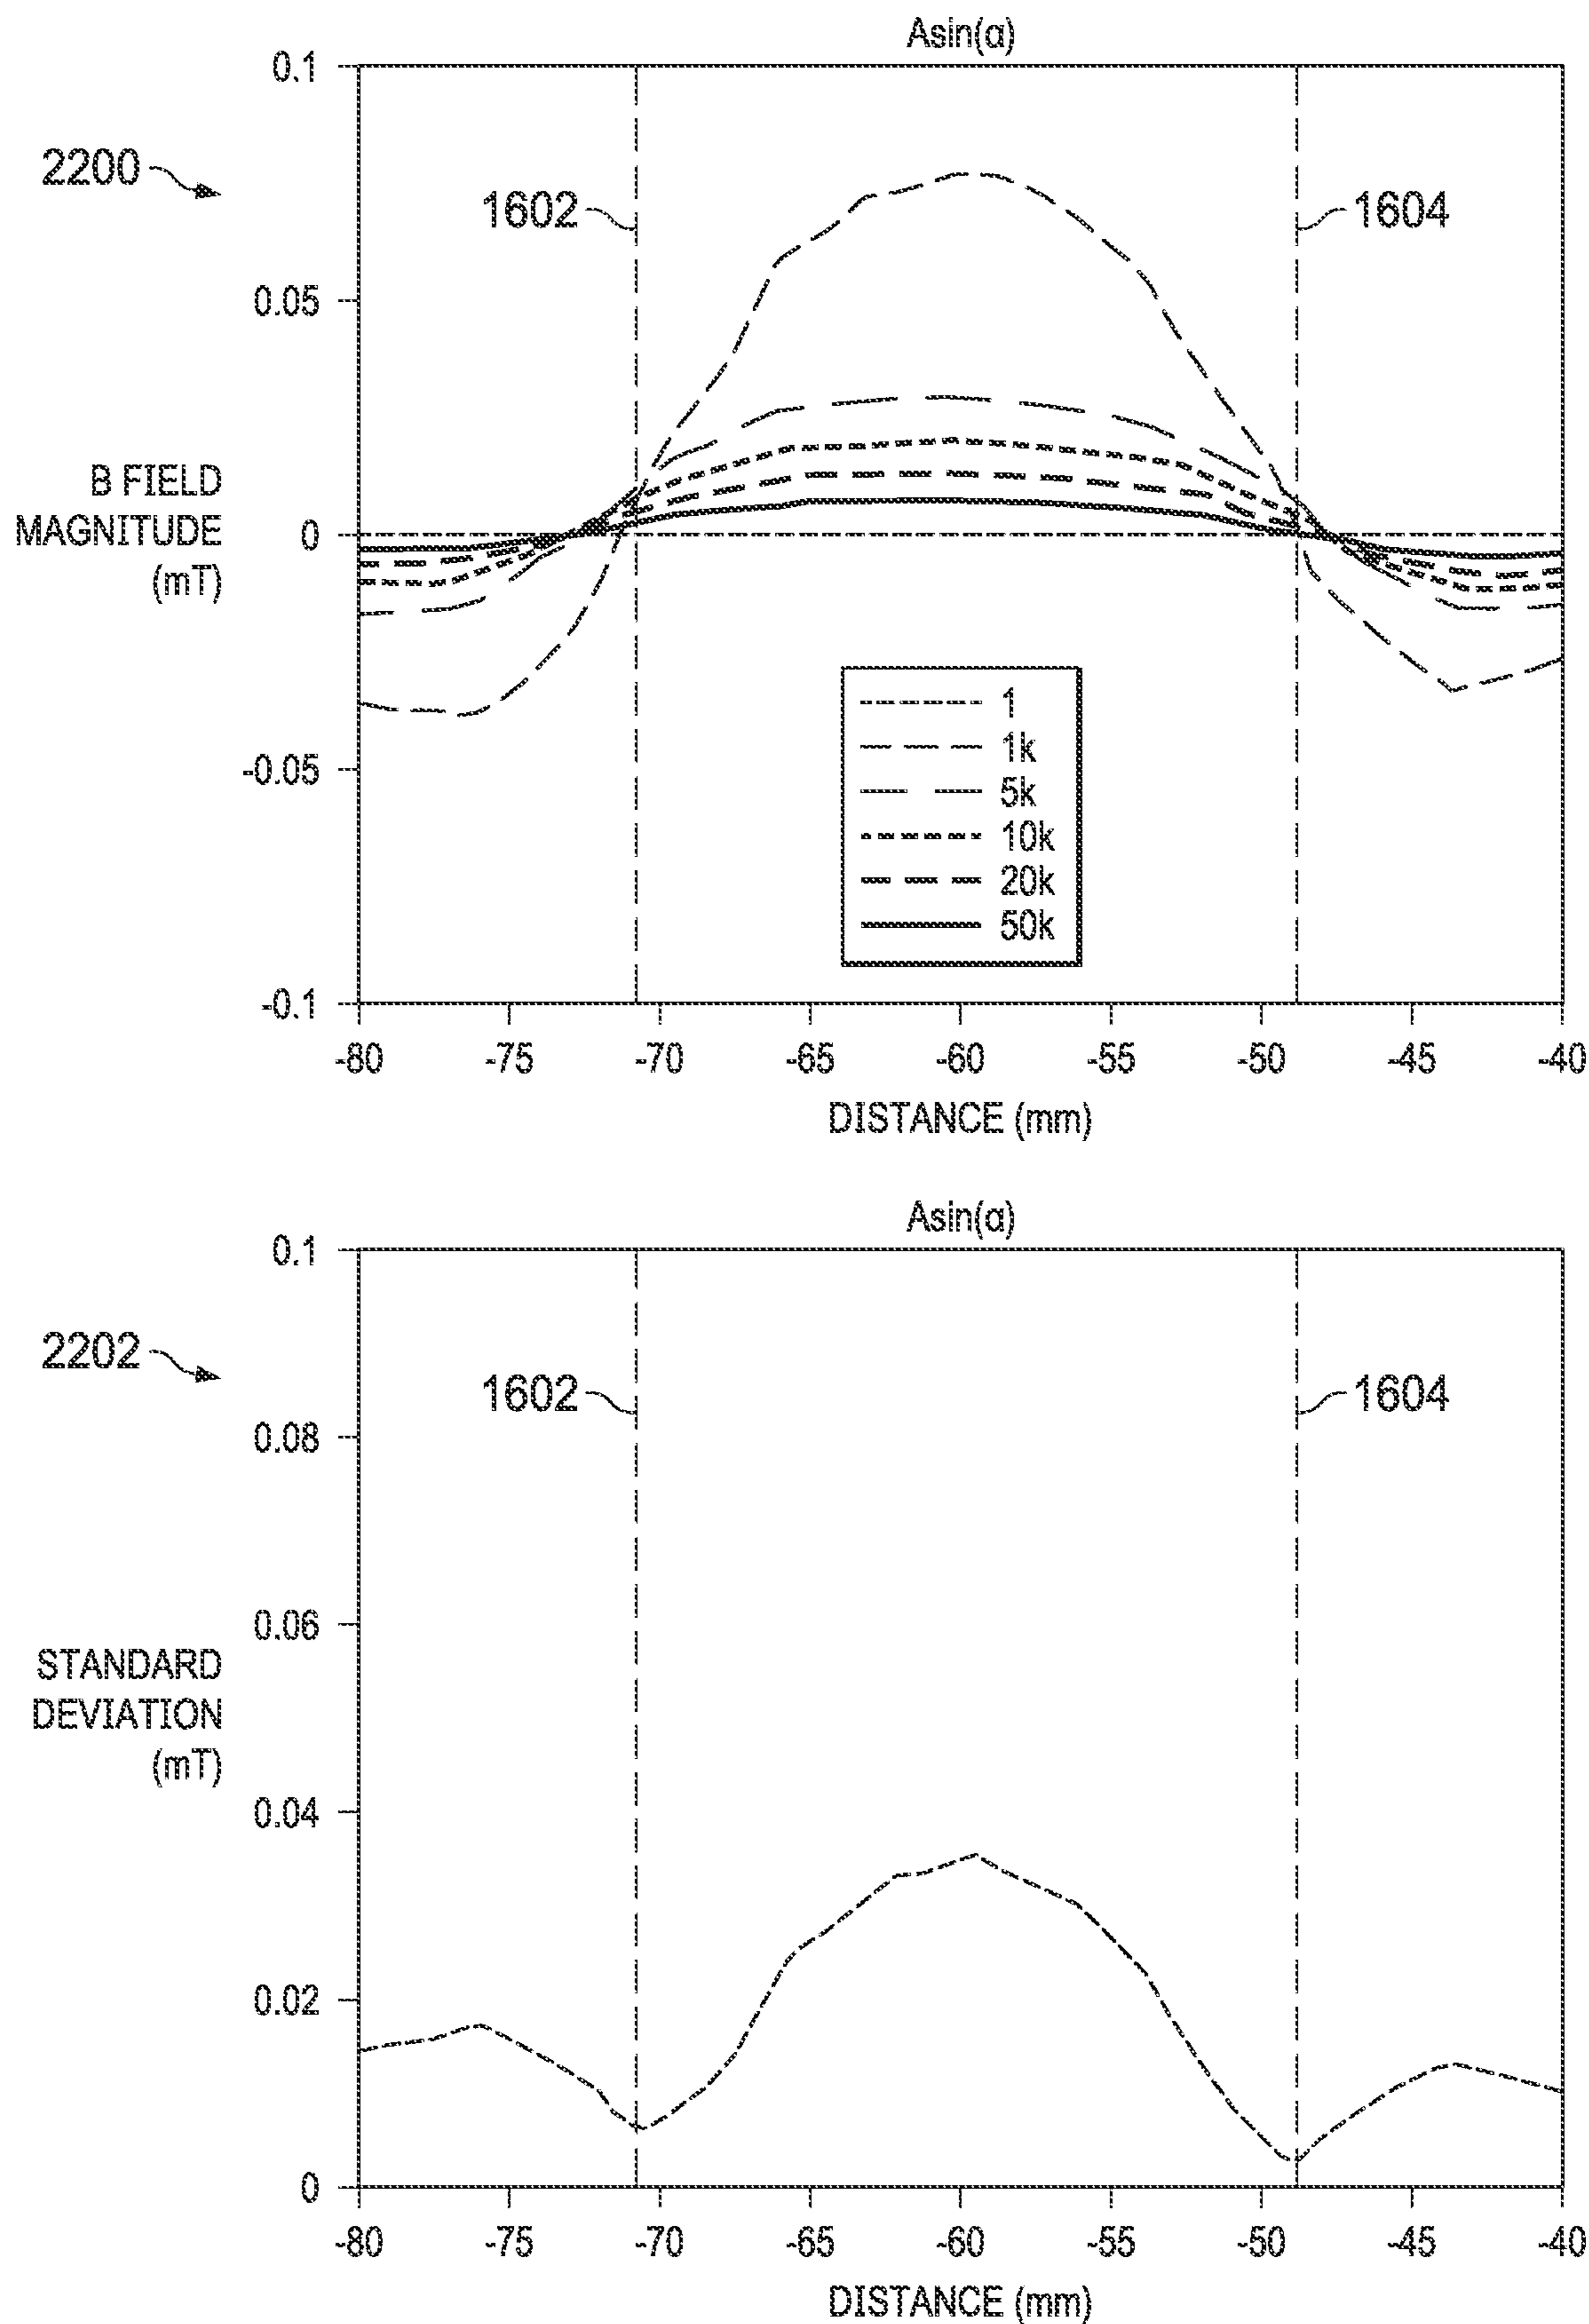 Asin(α)
0.1
2200
1602
1604
0.05
B FIELD
MAGNITUDE
(mT)
0
1
1k
5k
10k
20k
50k
-0.05
-0.1
-80 -75 -70 -65 -60 -55 -50 -45 -40
DISTANCE (mm)
Asin(α)
0.1
2202
1602
1604
0.08
0.06
STANDARD
DEVIATION
(mT)
0.04
0.02
0
-80 -75 -70 -65 -60 -55 -50 -45 -40
DISTANCE (mm)